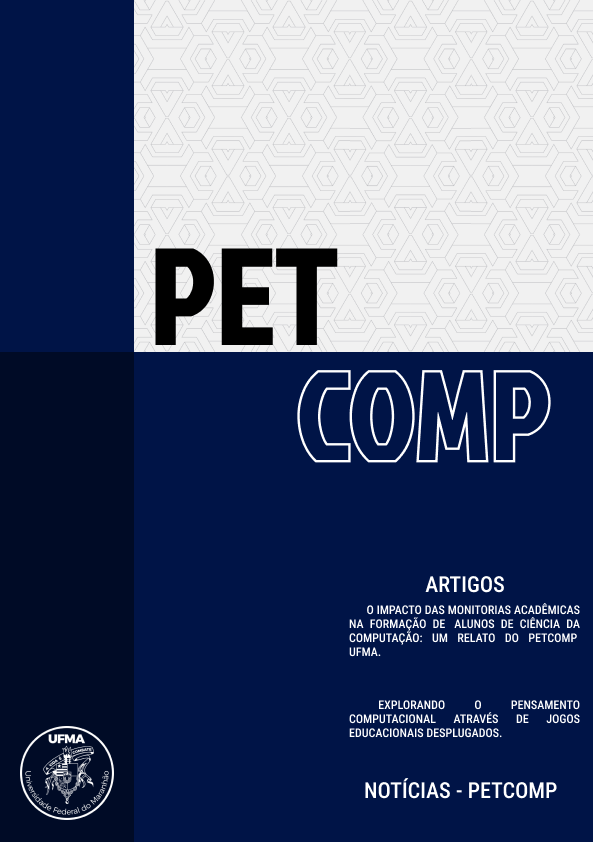 PET
COMP
ARTIGOS
O IMPACTO DAS MONITORIAS ACADÊMICAS
NA FORMAÇÃO DE ALUNOS DE CIÊNCIA DA
COMPUTAÇÃO: UM RELATO DO PETCOMP
UFMA.
EXPLORANDO O PENSAMENTO
COMPUTACIONAL ATRAVÉS DE JOGOS
EDUCACIONAIS DESPLUGADOS.
NOTÍCIAS - PETCOMP
UFMA
Universidade Federal do Maranhão